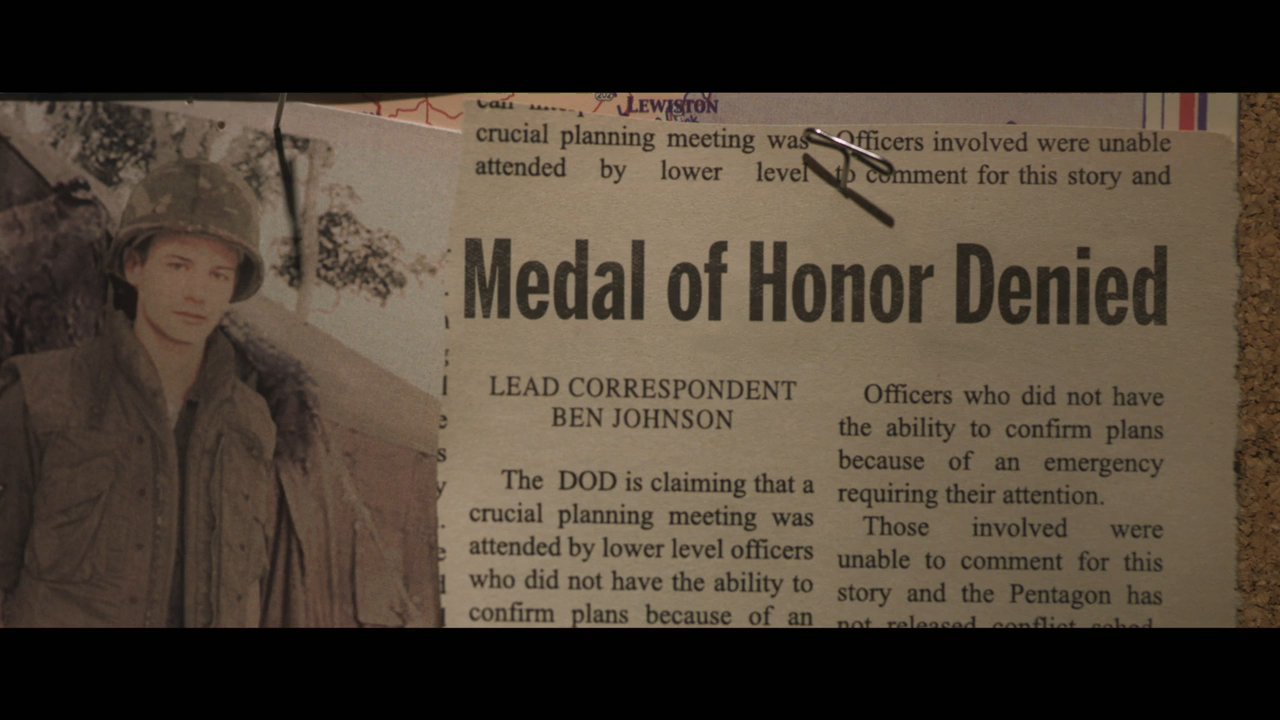 LEWISTON
crucial planning meeting was
attended by lower level
Officers involved were unable
to comment for this story and
Medal of Honor Denied
LEAD CORRESPONDENT
BEN JOHNSON
The DOD is claiming that a
crucial planning meeting was
attended by lower level officers
who did not have the ability to
confirm plans because of an
Officers who did not have
the ability to confirm plans
because of an emergency
requiring their attention.
Those involved were
unable to comment for this
story and the Pentagon has
not released conflict